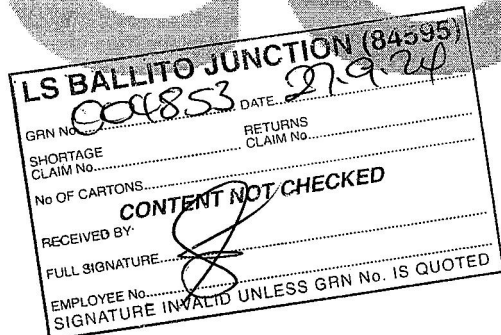 LS BALLITO JUNCTION (84595)
GRN No. 004853 DATE 27.9.24
SHORTAGE CLAIM No. RETURNS CLAIM No.
No OF CARTONS
CONTENT NOT CHECKED
RECEIVED BY:
FULL SIGNATURE
EMPLOYEE No.
SIGNATURE INVALID UNLESS GRN No. IS QUOTED